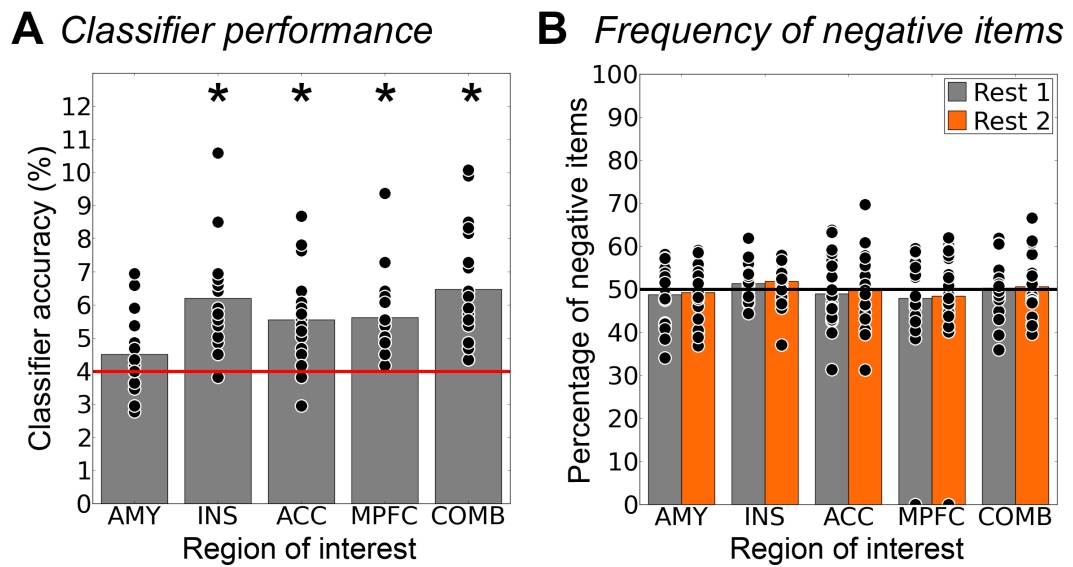 A Classifier performance
Classifier accuracy (%)
12
11
10
9
8
7
6
5
4
3
2
1
0
* * * *
AMY INS ACC MPFC COMB
Region of interest
B Frequency of negative items
Percentage of negative items
100
90
80
70
60
50
40
30
20
10
0
Rest 1
Rest 2
AMY INS ACC MPFC COMB
Region of interest